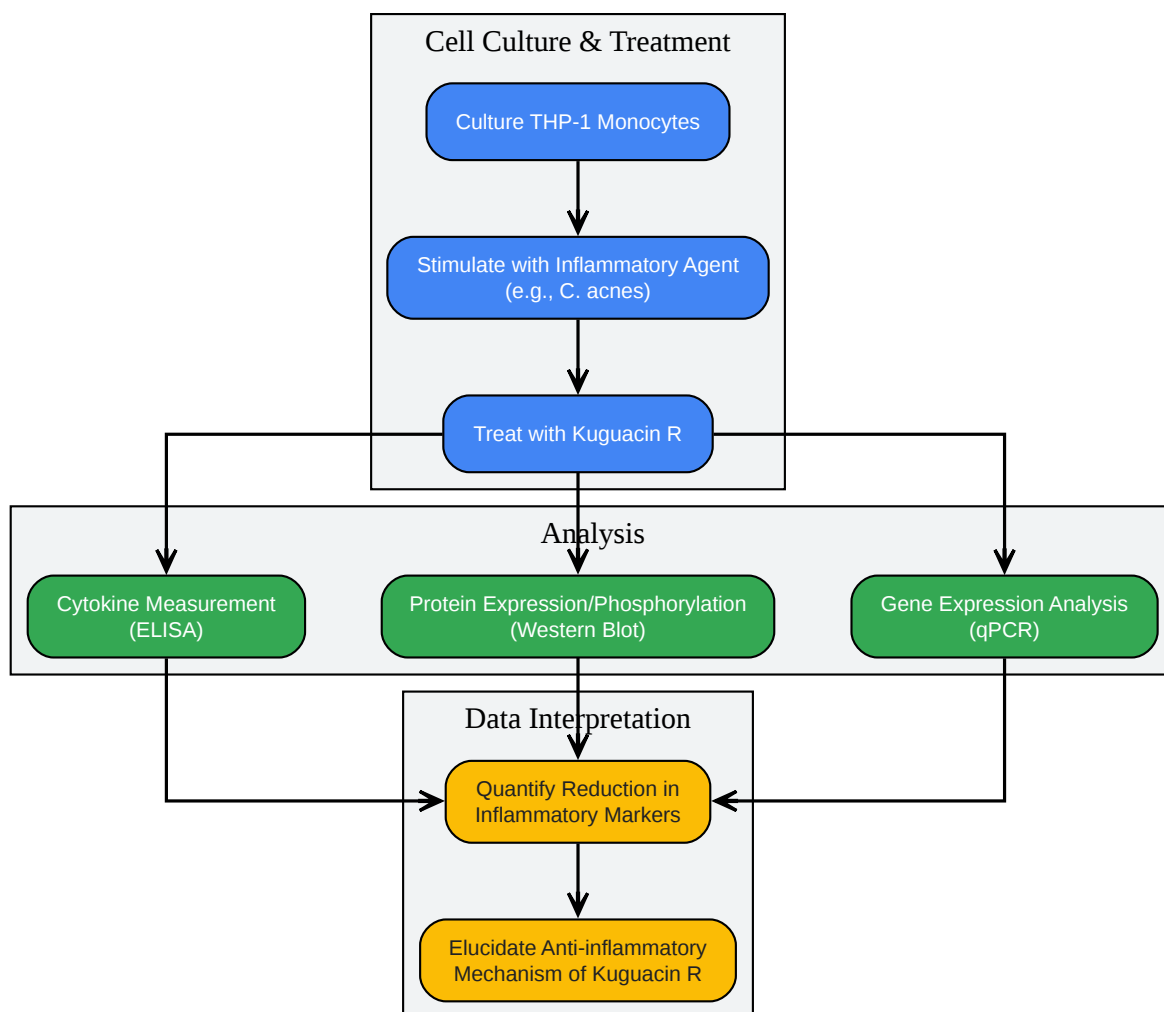 Cell Culture & Treatment
Culture THP-1 Monocytes
Stimulate with Inflammatory Agent
(e.g., C. acnes)
Treat with Kuguacin R
Analysis
Cytokine Measurement
(ELISA)
Protein Expression/Phosphorylation
(Western Blot)
Gene Expression Analysis
(qPCR)
Data Interpretation
Quantify Reduction in
Inflammatory Markers
Elucidate Anti-inflammatory
Mechanism of Kuguacin R